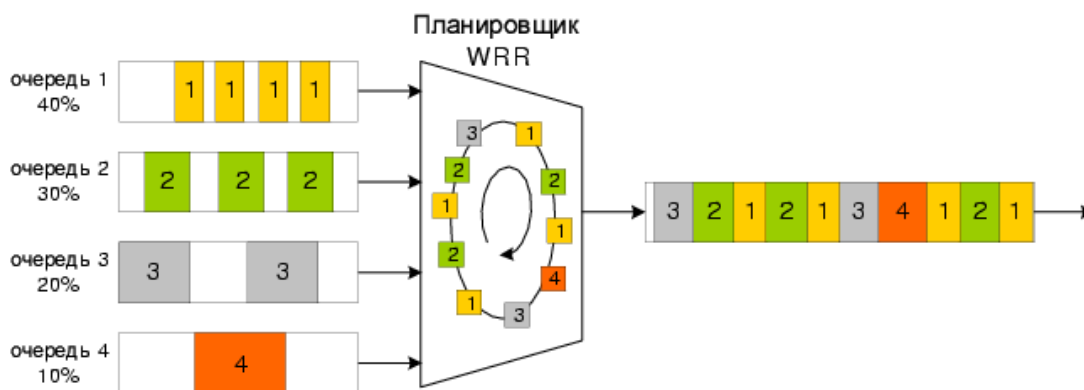 Планировщик
WRR
очередь 1
40%
1 1 1 1
очередь 2
30%
2 2 2
очередь 3
20%
3 3
очередь 4
10%
4
3 1
2 2
1 1
2 4
1 3
3 2 1 2 1 3 4 1 2 1